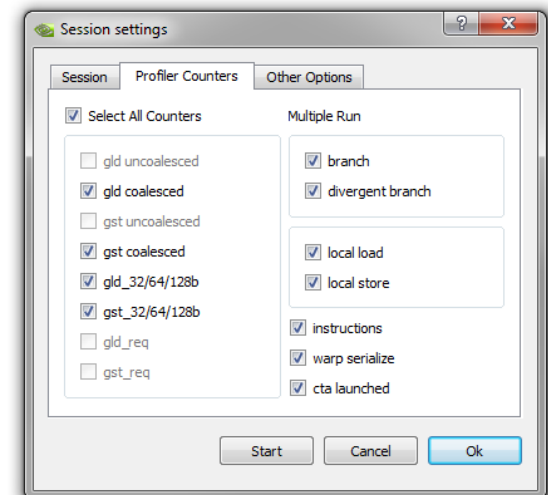 Session settings
Session Profiler Counters Other Options
Select All Counters
Multiple Run
gld uncoalesced
gld coalesced
gst uncoalesced
gst coalesced
gld_32/64/128b
gst_32/64/128b
gld_req
gst_req
branch
divergent branch
local load
local store
instructions
warp serialize
cta launched
Start Cancel Ok